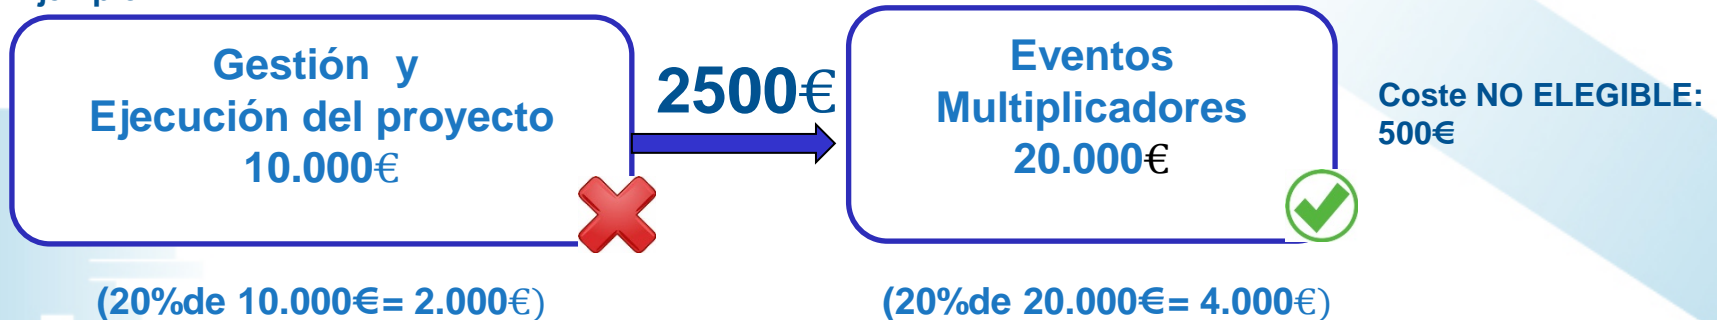 Gestión y
Ejecución del proyecto
10.000€
2500€
Eventos
Multiplicadores
20.000€
Coste NO ELEGIBLE:
500€
(20%de 10.000€= 2.000€)
(20%de 20.000€= 4.000€)